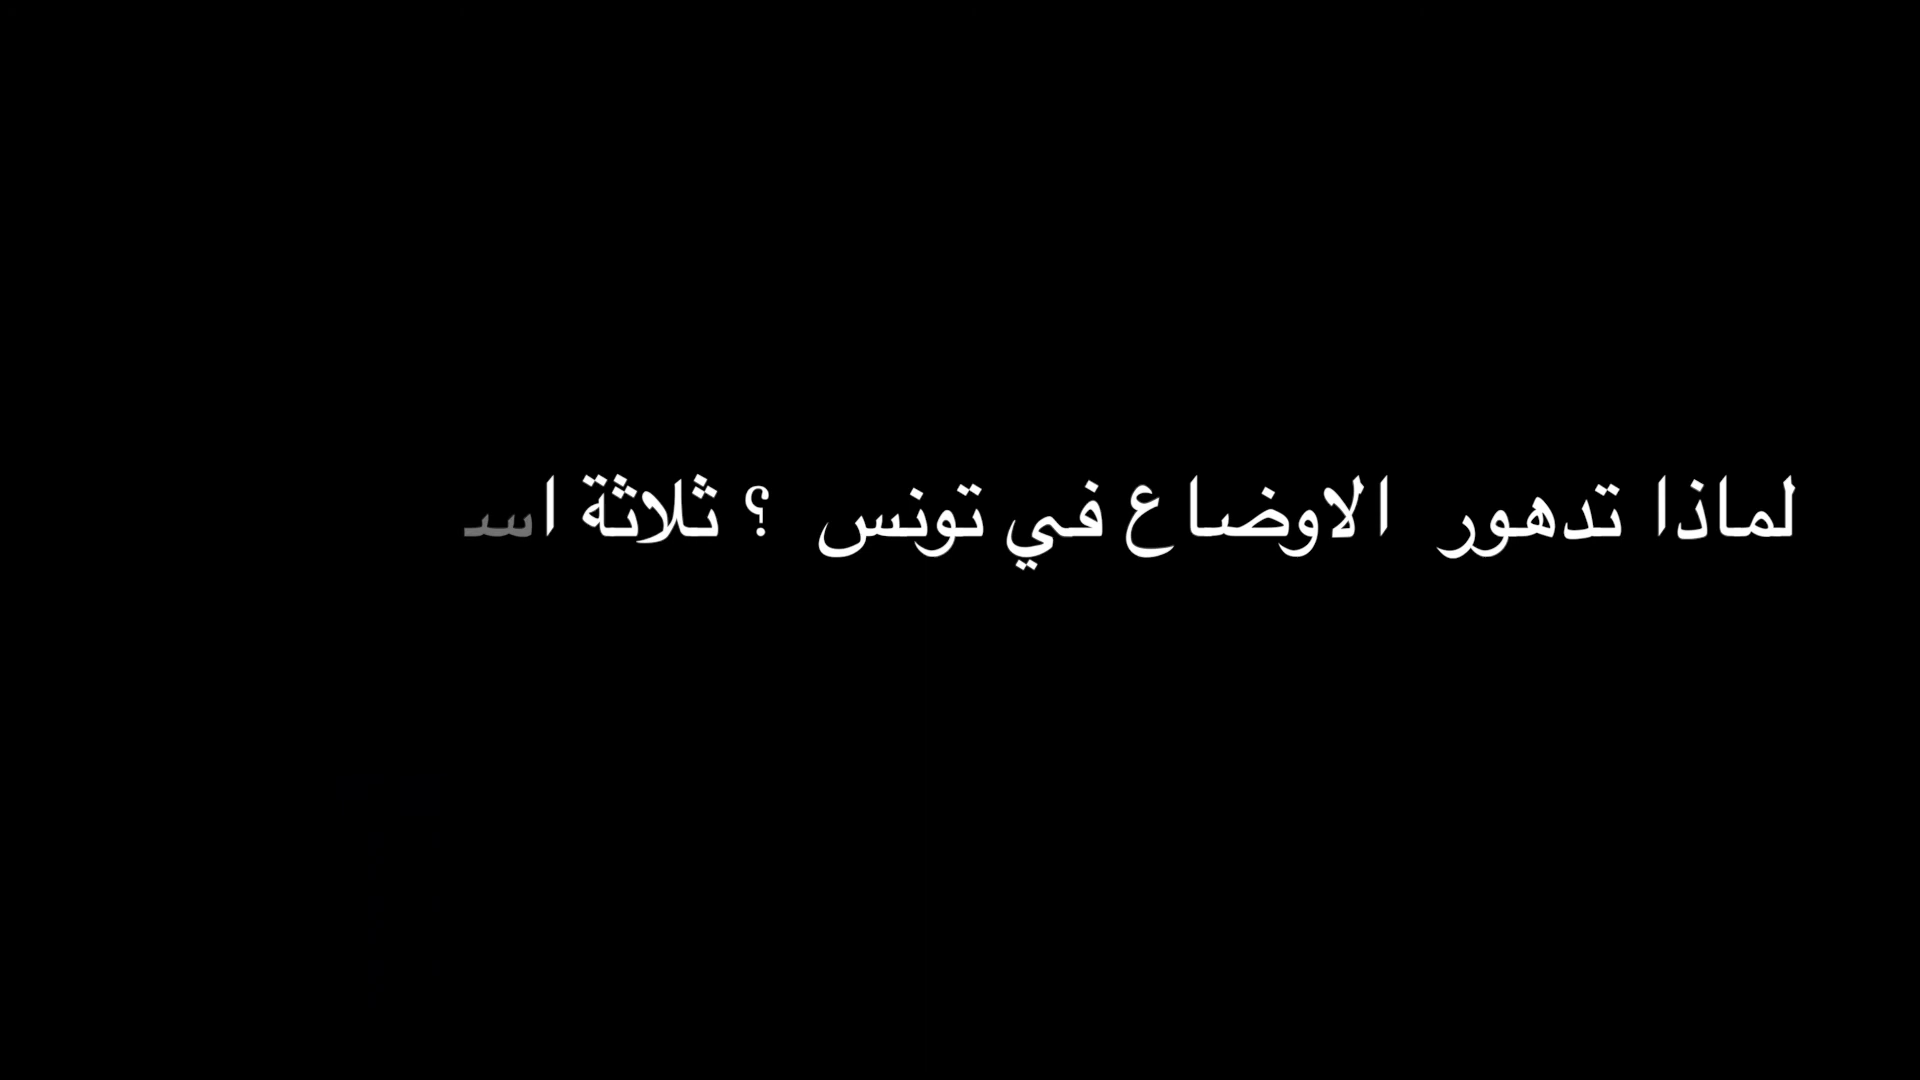 لماذا تدهور الاوضاع في تونس ؟ ثلاثة